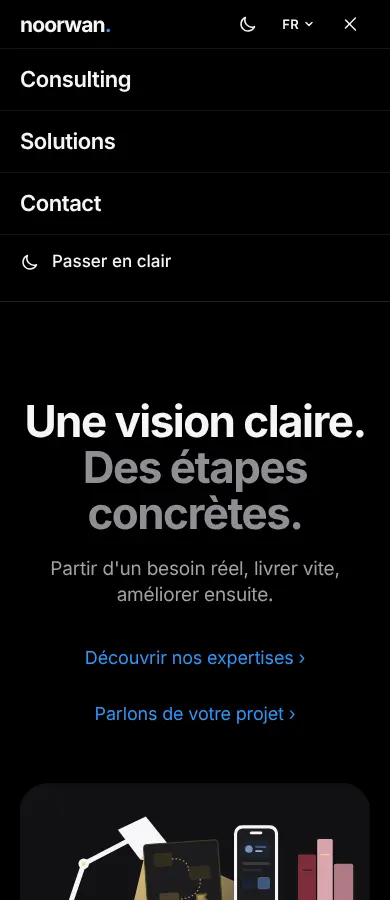 noorwan.
FR
Consulting
Solutions
Contact
Passer en clair
Une vision claire.
Des étapes
concrètes.
Partir d'un besoin réel, livrer vite,
améliorer ensuite.
Découvrir nos expertises ›
Parlons de votre projet ›